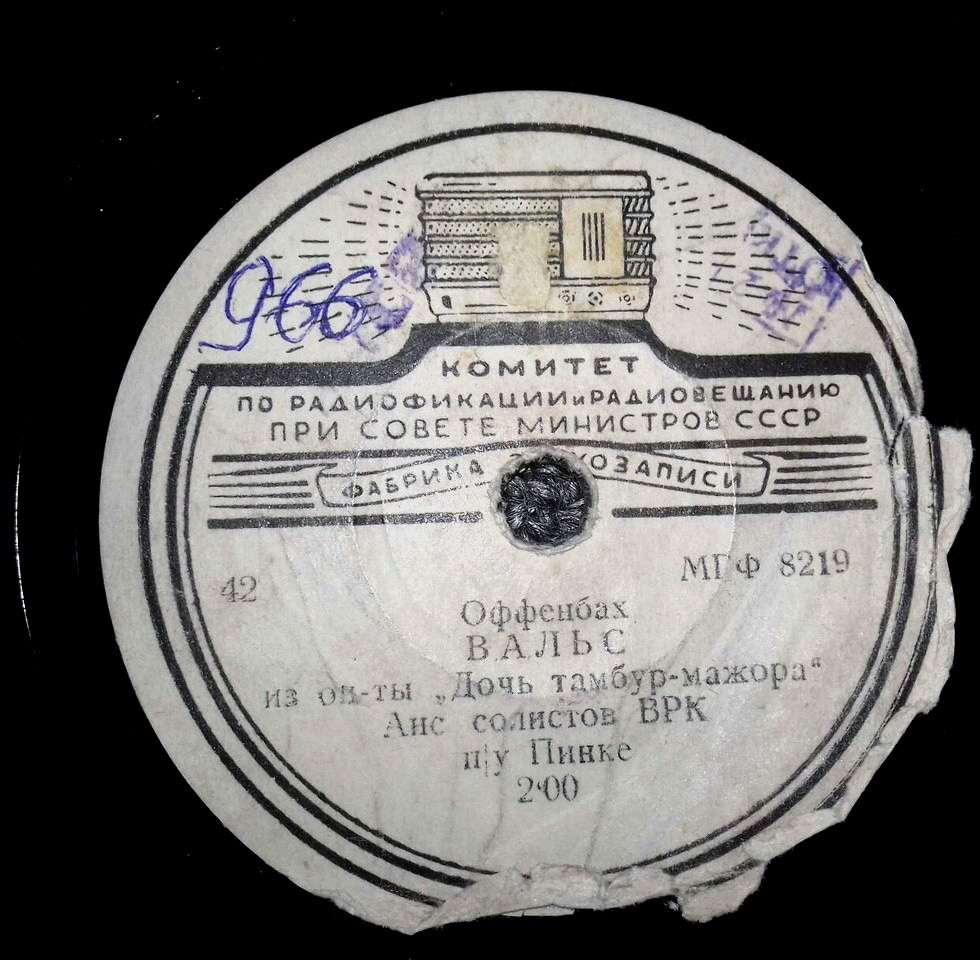 966
КОМИТЕТ
ПО РАДИОФИКАЦИИ и РАДИОВЕЩАНИЮ
ПРИ СОВЕТЕ МИНИСТРОВ СССР
ФАБРИКА
42
МГФ 8219
Оффенбах
ВАЛЬС
из оп-ты „Дочь тамбур-мажора“
Анс солистов ВРК
п/у Пинке
2‘00